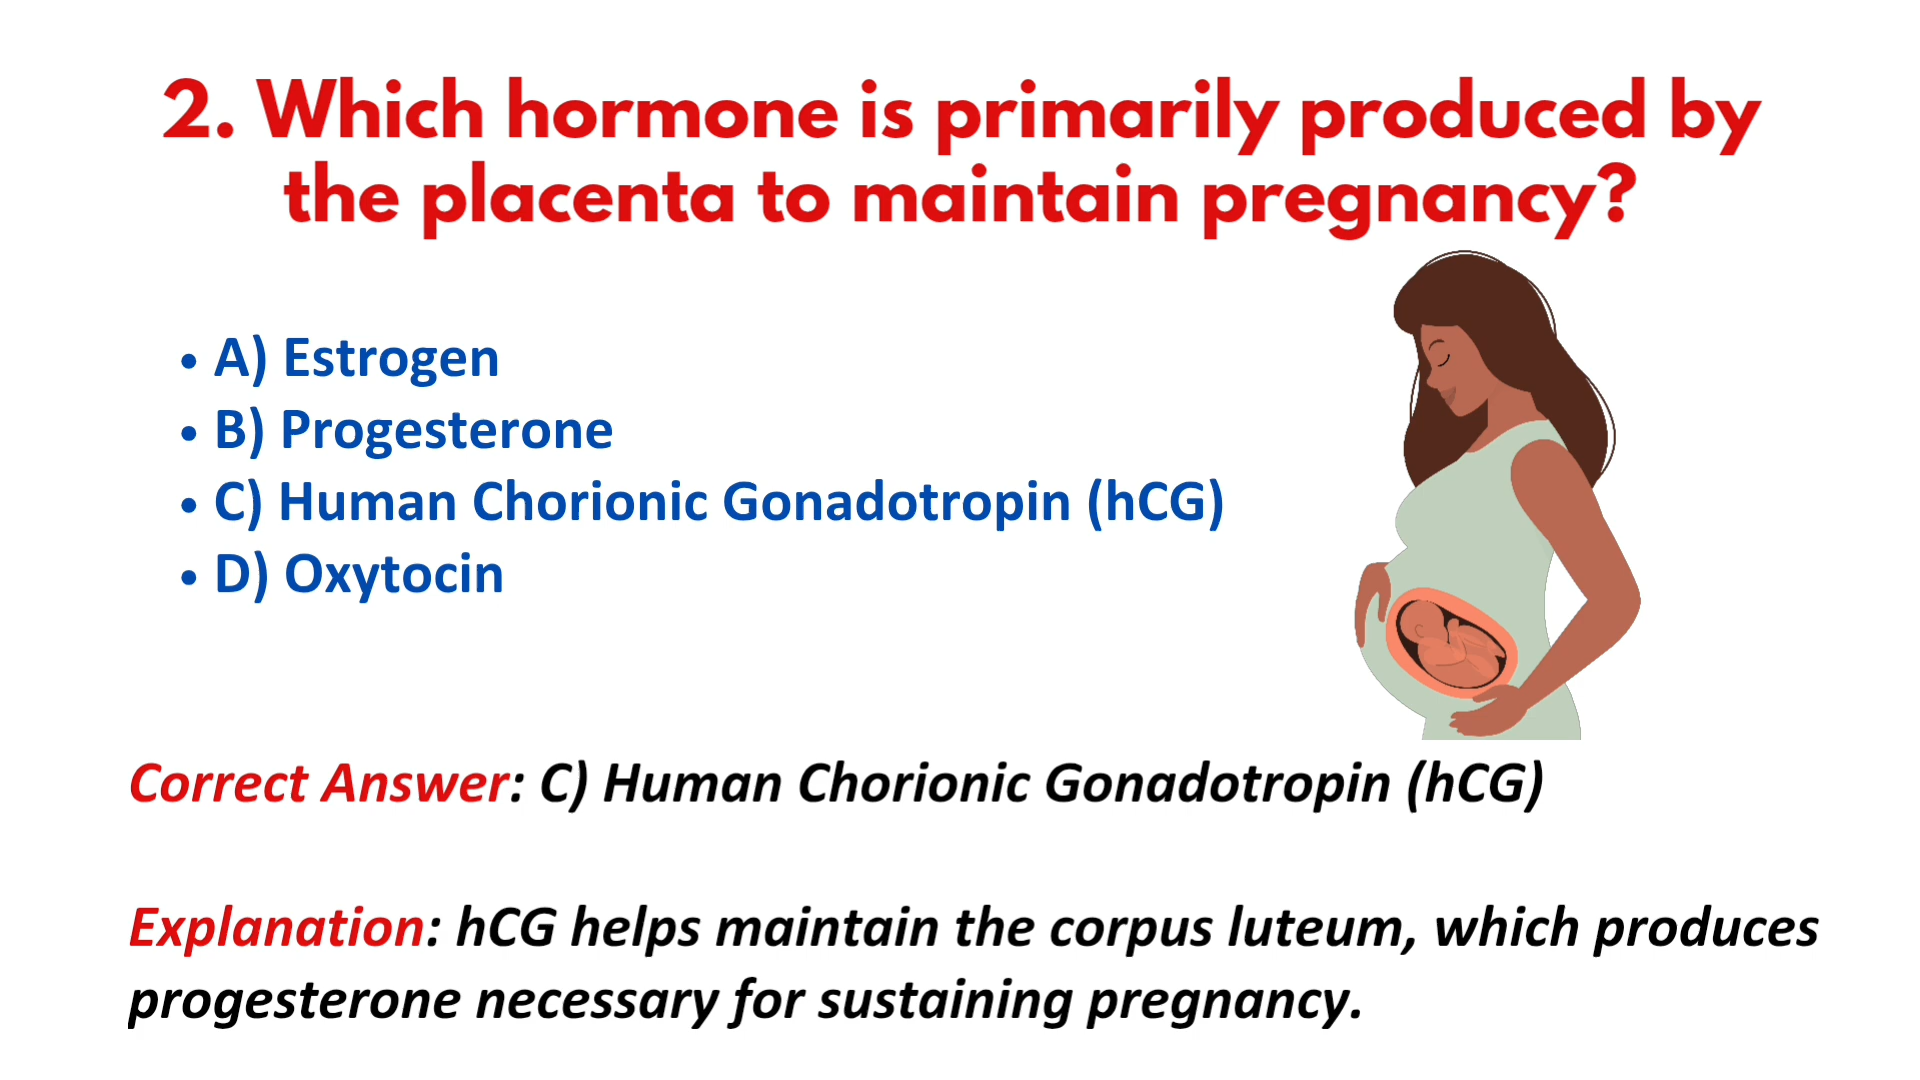 2. Which hormone is primarily produced by
the placenta to maintain pregnancy?
• A) Estrogen
• B) Progesterone
• C) Human Chorionic Gonadotropin (hCG)
• D) Oxytocin
Correct Answer: C) Human Chorionic Gonadotropin (hCG)
Explanation: hCG helps maintain the corpus luteum, which produces
progesterone necessary for sustaining pregnancy.